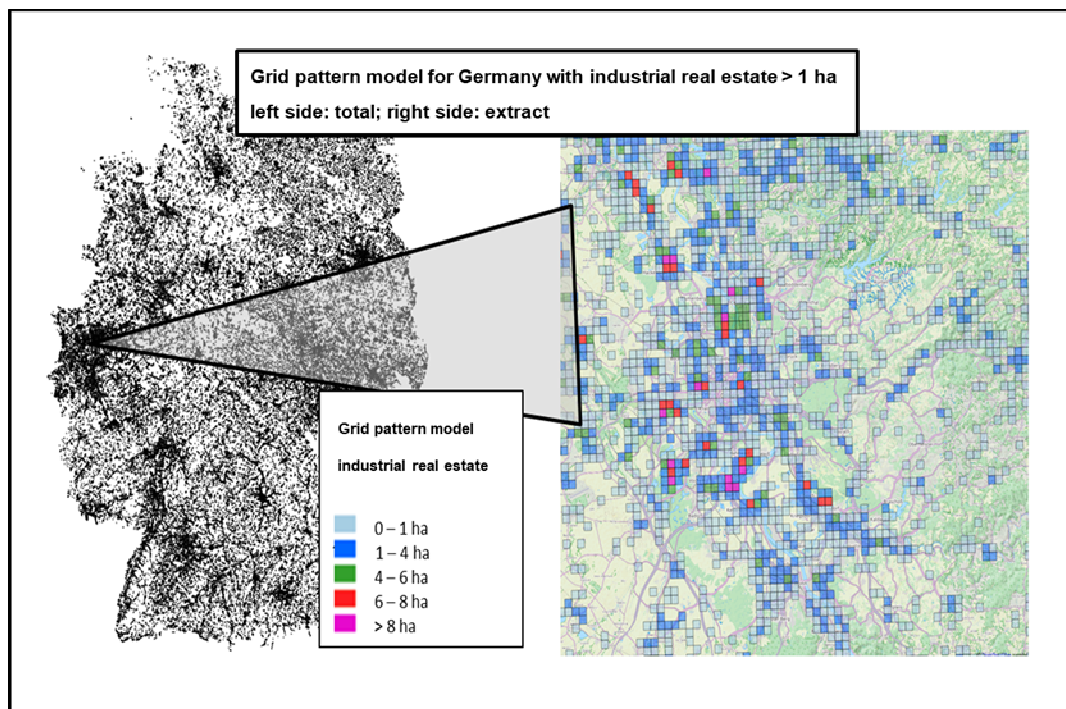 Grid pattern model for Germany with industrial real estate > 1 ha
left side: total; right side: extract
Grid pattern model
industrial real estate
0 – 1 ha
1 – 4 ha
4 – 6 ha
6 – 8 ha
> 8 ha